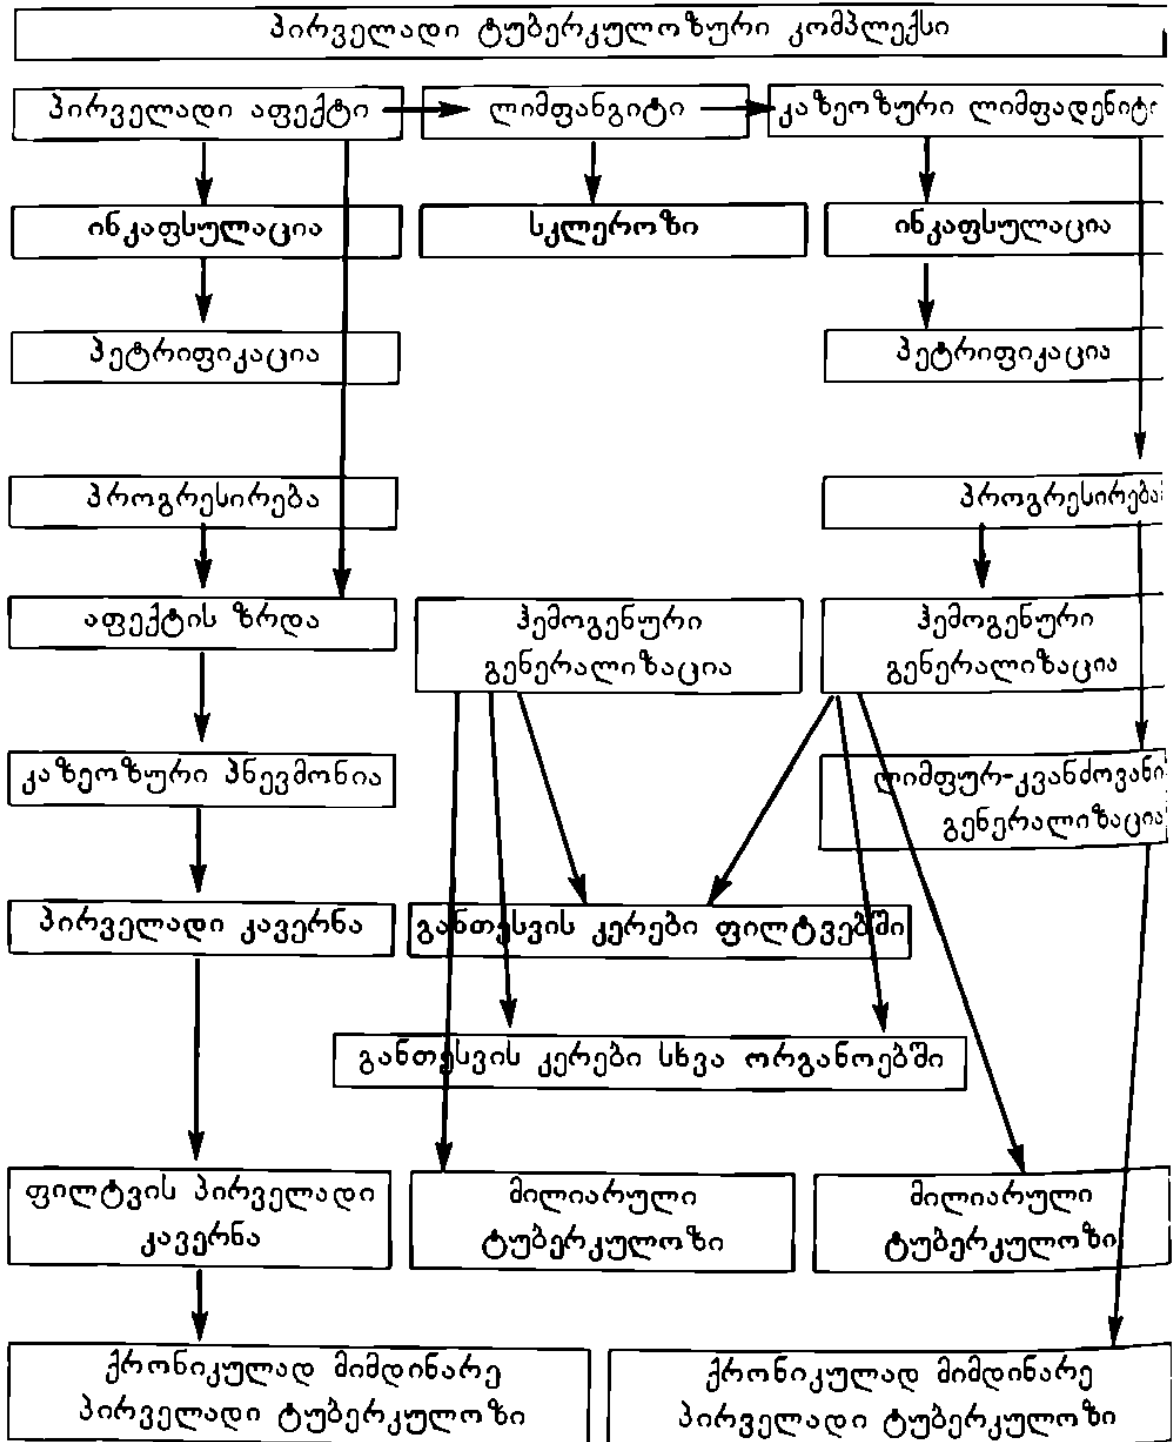 პირველადი ტუბერკულოზური კომპლექსი
პირველადი აფექტი
ლიმფანგიტი
კაზეოზური ლიმფადენიტი
ინკაფსულაცია
სკლეროზი
ინკაფსულაცია
პეტრიფიკაცია
პეტრიფიკაცია
პროგრესირება
პროგრესირება
აფექტის ზრდა
ჰემოგენური
გენერალიზაცია
ჰემოგენური
გენერალიზაცია
კაზეოზური პნევმონია
ლიმფურ-კვანძოვანი
გენერალიზაცია
პირველადი კავერნა
განთესვის კერები ფილტვებში
განთესვის კერები სხვა ორგანოებში
ფილტვის პირველადი
კავერნა
მილიარული
ტუბერკულოზი
მილიარული
ტუბერკულოზი
ქრონიკულად მიმდინარე
პირველადი ტუბერკულოზი
ქრონიკულად მიმდინარე
პირველადი ტუბერკულოზი